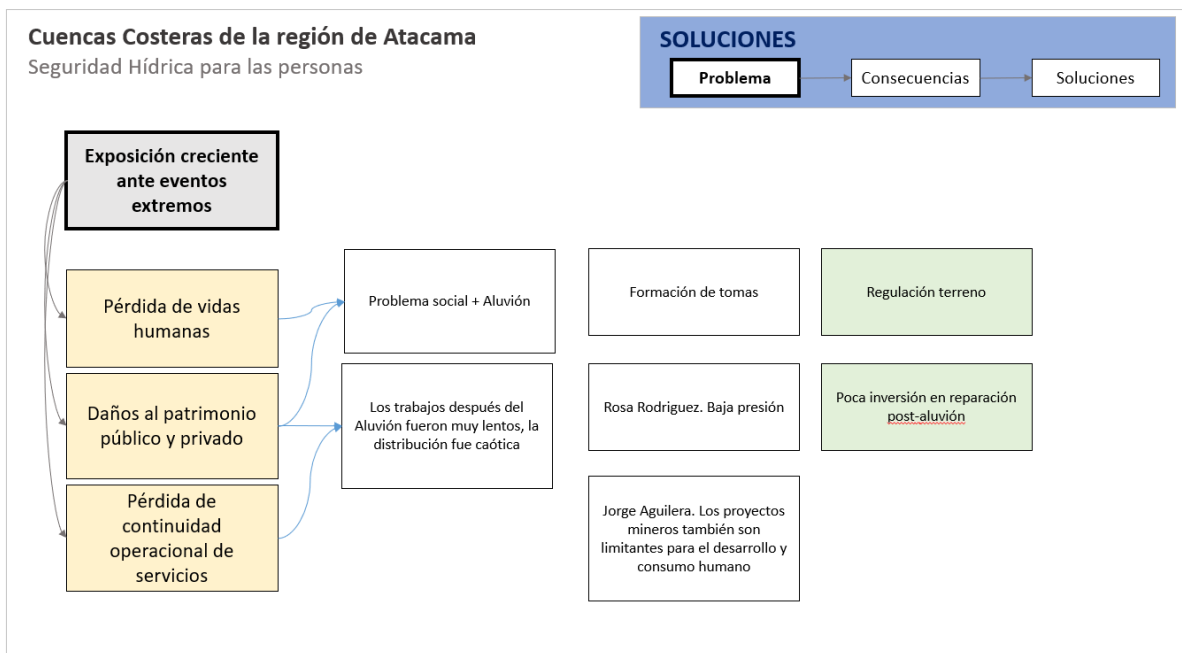 Cuencas Costeras de la región de Atacama
Seguridad Hídrica para las personas
SOLUCIONES
Problema
Consecuencias
Soluciones
Exposición creciente
ante eventos
extremos
Pérdida de vidas
humanas
Daños al patrimonio
público y privado
Pérdida de
continuidad
operacional de
servicios
Problema social + Aluvión
Los trabajos después del
Aluvión fueron muy lentos, la
distribución fue caótica
Formación de tomas
Rosa Rodriguez. Baja presión
Jorge Aguilera. Los proyectos
mineros también son
limitantes para el desarrollo y
consumo humano
Regulación terreno
Poca inversión en reparación
post-aluvión